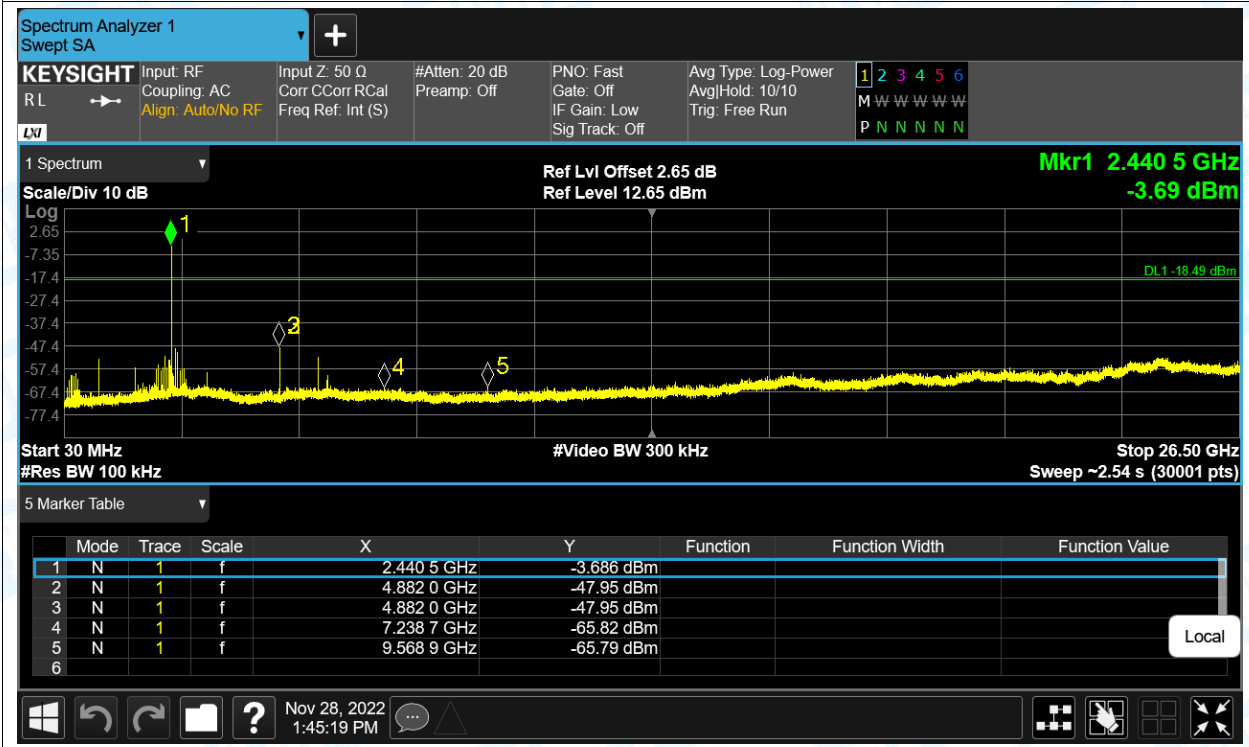 Spectrum Analyzer 1
Swept SA
+
KEYSIGHT Input: RF Input Z: 50 Ω #Atten: 20 dB PNO: Fast Avg Type: Log-Power 1 2 3 4 5 6
R L Coupling: AC Corr CCorr RCal Preamp: Off Gate: Off Avg|Hold: 10/10 M W W W W W
Align: Auto/No RF Freq Ref: Int (S) IF Gain: Low Trig: Free Run
LXI Sig Track: Off P N N N N N
1 Spectrum Ref Lvl Offset 2.65 dB Mkr1 2.440 5 GHz
Scale/Div 10 dB Ref Level 12.65 dBm -3.69 dBm
Log
1
2.65
-7.35
-17.4 DL1 -18.49 dBm
-27.4
-37.4 3
-47.4
-57.4 4 5
-67.4
-77.4
Start 30 MHz #Video BW 300 kHz Stop 26.50 GHz
#Res BW 100 kHz Sweep ~2.54 s (30001 pts)
5 Marker Table
Mode Trace Scale X Y Function Function Width Function Value
1 N 1 f 2.440 5 GHz -3.686 dBm
2 N 1 f 4.882 0 GHz -47.95 dBm
3 N 1 f 4.882 0 GHz -47.95 dBm
4 N 1 f 7.238 7 GHz -65.82 dBm
5 N 1 f 9.568 9 GHz -65.79 dBm
6
Local
? Nov 28, 2022
1:45:19 PM